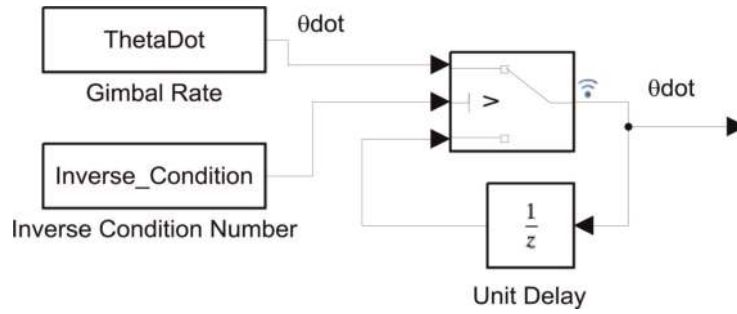 θdot
ThetaDot
Gimbal Rate
>
θdot
Inverse_Condition
Inverse Condition Number
1
z
Unit Delay